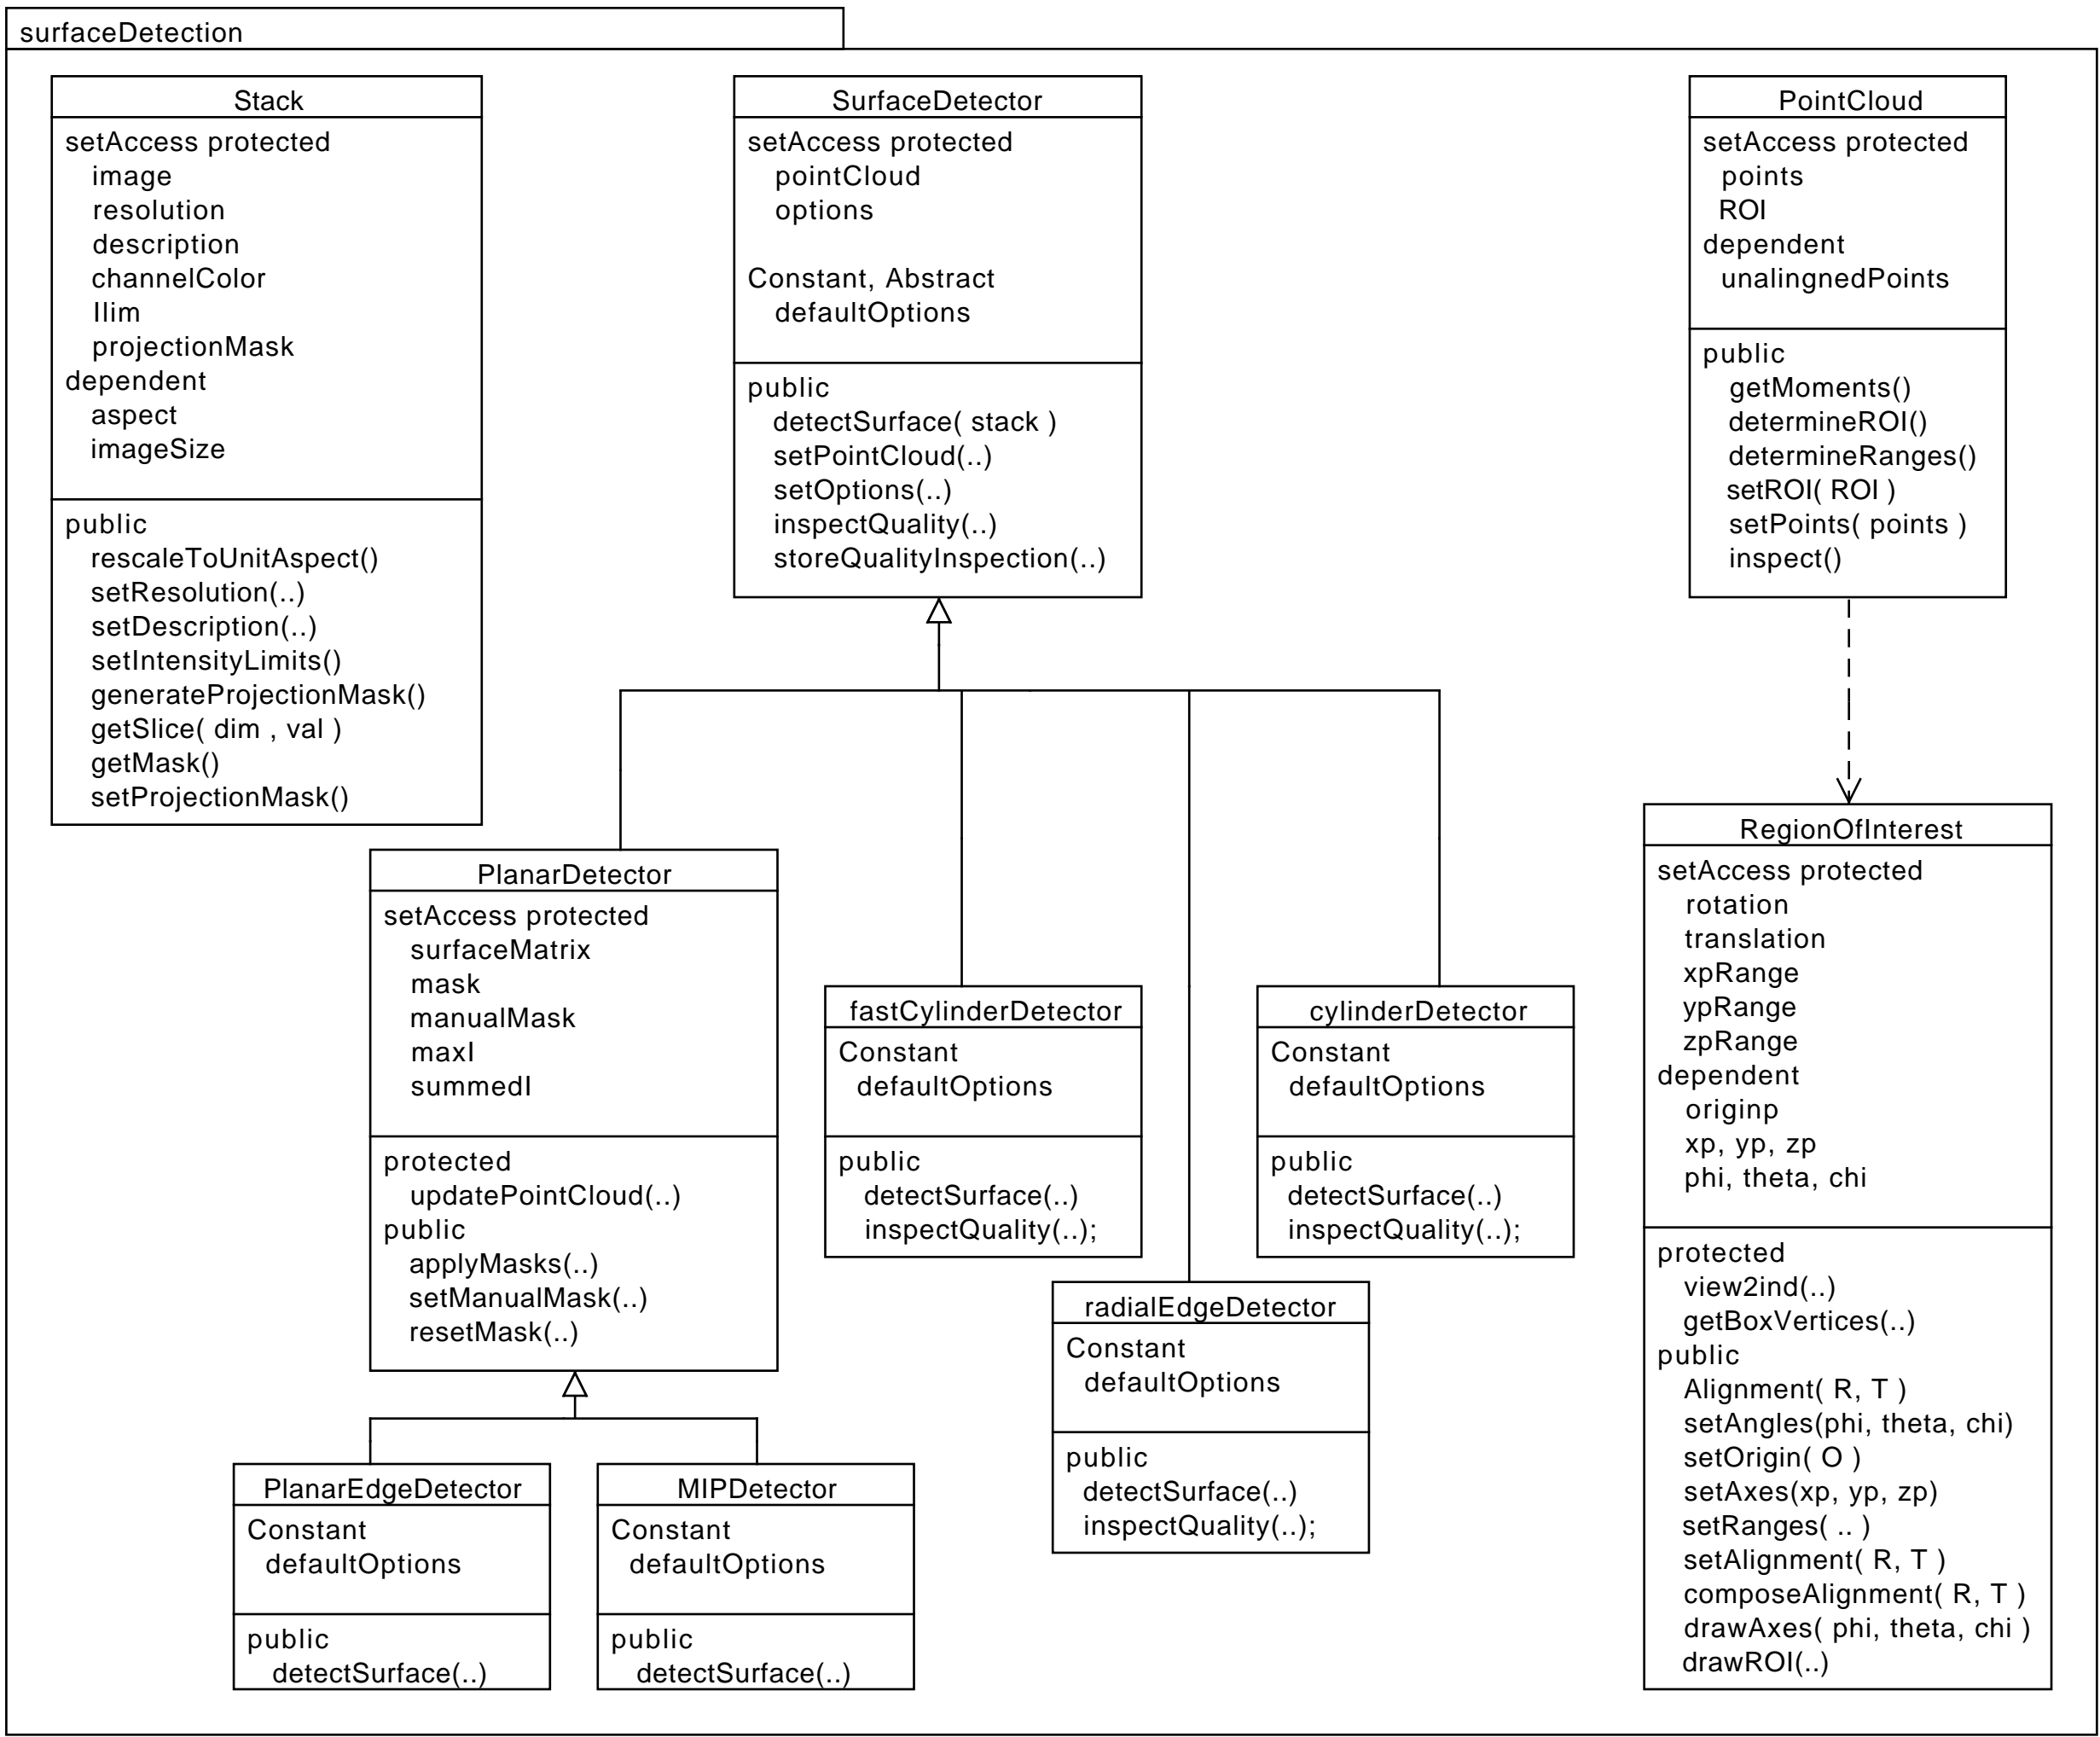 surfaceDetection
Stack
setAccess protected
image
resolution
description
channelColor
Ilim
projectionMask
dependent
aspect
imageSize
public
rescaleToUnitAspect()
setResolution(..)
setDescription(..)
setIntensityLimits()
generateProjectionMask()
getSlice( dim , val )
getMask()
setProjectionMask()
SurfaceDetector
setAccess protected
pointCloud
options
Constant, Abstract
defaultOptions
public
detectSurface( stack )
setPointCloud(..)
setOptions(..)
inspectQuality(..)
storeQualityInspection(..)
PointCloud
setAccess protected
points
ROI
dependent
unalingnedPoints
public
getMoments()
determineROI()
determineRanges()
setROI( ROI )
setPoints( points )
inspect()
PlanarDetector
setAccess protected
surfaceMatrix
mask
manualMask
maxI
summedI
protected
updatePointCloud(..)
public
applyMasks(..)
setManualMask(..)
resetMask(..)
fastCylinderDetector
Constant
defaultOptions
public
detectSurface(..)
inspectQuality(..);
cylinderDetector
Constant
defaultOptions
public
detectSurface(..)
inspectQuality(..);
radialEdgeDetector
Constant
defaultOptions
public
detectSurface(..)
inspectQuality(..);
RegionOfInterest
setAccess protected
rotation
translation
xpRange
ypRange
zpRange
dependent
originp
xp, yp, zp
phi, theta, chi
protected
view2ind(..)
getBoxVertices(..)
public
Alignment( R, T )
setAngles(phi, theta, chi)
setOrigin( O )
setAxes(xp, yp, zp)
setRanges( .. )
setAlignment( R, T )
composeAlignment( R, T )
drawAxes( phi, theta, chi )
drawROI(..)
PlanarEdgeDetector
Constant
defaultOptions
public
detectSurface(..)
MIPDetector
Constant
defaultOptions
public
detectSurface(..)